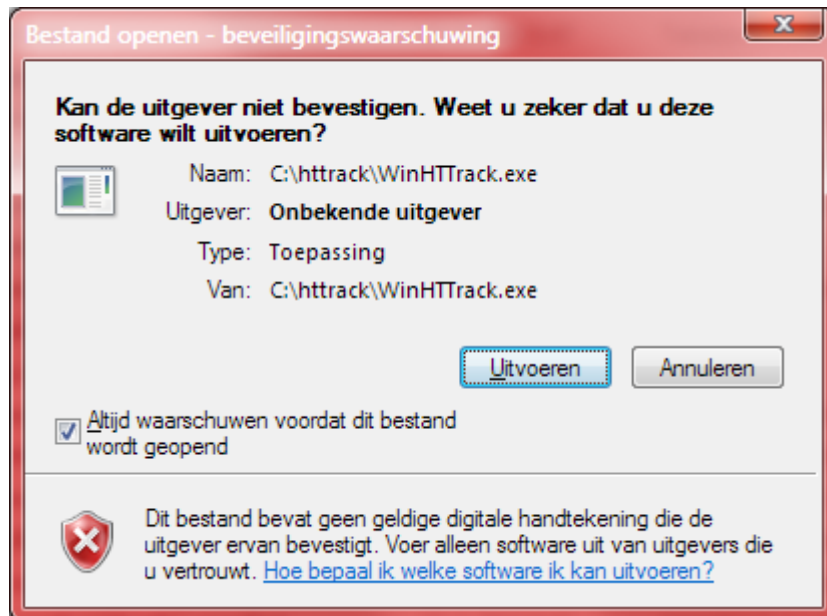 Bestand openen - beveiligingswaarschuwing
Kan de uitgever niet bevestigen. Weet u zeker dat u deze
software wilt uitvoeren?
Naam: C:\httrack\WinHTTrack.exe
Uitgever: Onbekende uitgever
Type: Toepassing
Van: C:\httrack\WinHTTrack.exe
Uitvoeren Annuleren
Altijd waarschuwen voordat dit bestand
wordt geopend
Dit bestand bevat geen geldige digitale handtekening die de
uitgever ervan bevestigt. Voer alleen software uit van uitgevers die
u vertrouwt. Hoe bepaal ik welke software ik kan uitvoeren?